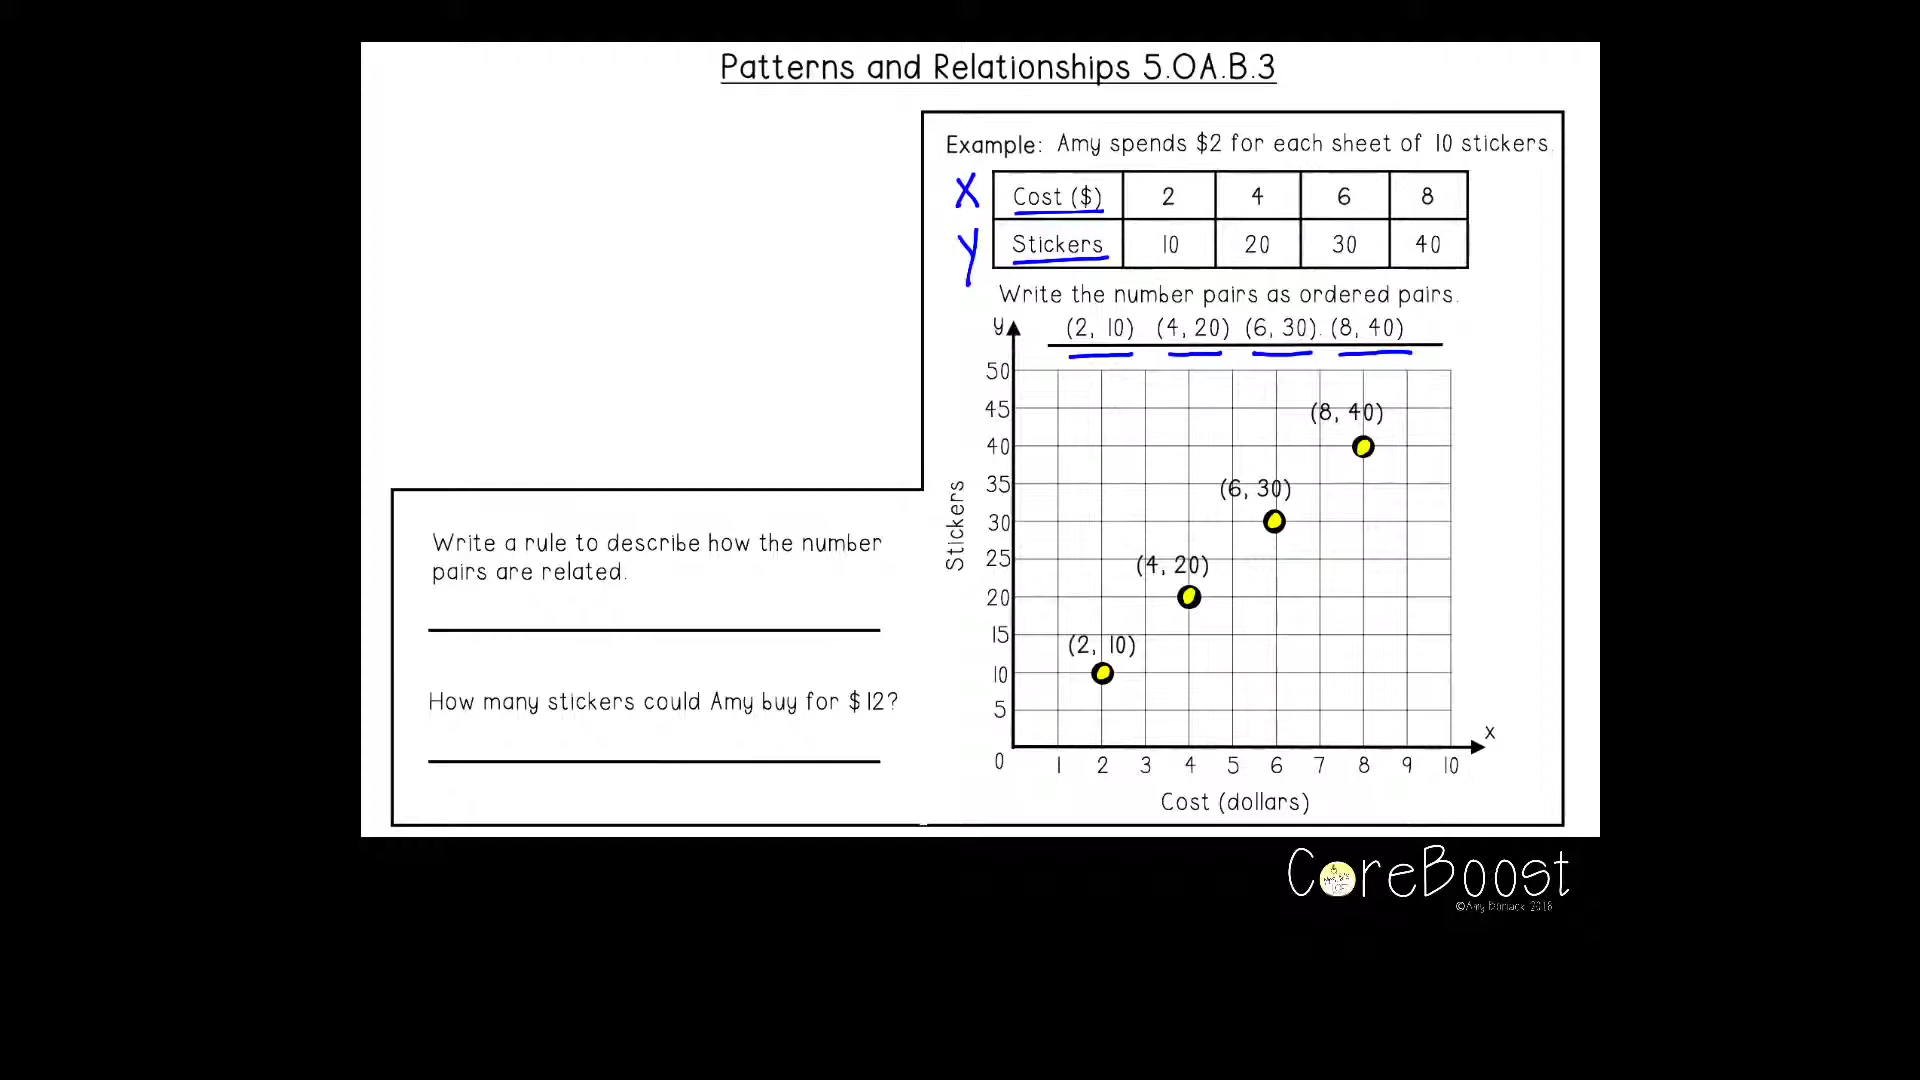 Patterns and Relationships 5.OA.B.3
Example: Amy spends $2 for each sheet of 10 stickers
X Cost ($) 2 4 6 8
y Stickers 10 20 30 40
Write the number pairs as ordered pairs.
y (2, 10) (4, 20) (6, 30). (8, 40)
50
45 (8, 40)
40
35 (6, 30)
30
25 (4, 20)
20
15 (2, 10)
10
5
x
0 1 2 3 4 5 6 7 8 9 10
Stickers
Cost (dollars)
Write a rule to describe how the number
pairs are related.
How many stickers could Amy buy for $12?
CoreBoost
©Amy 2018